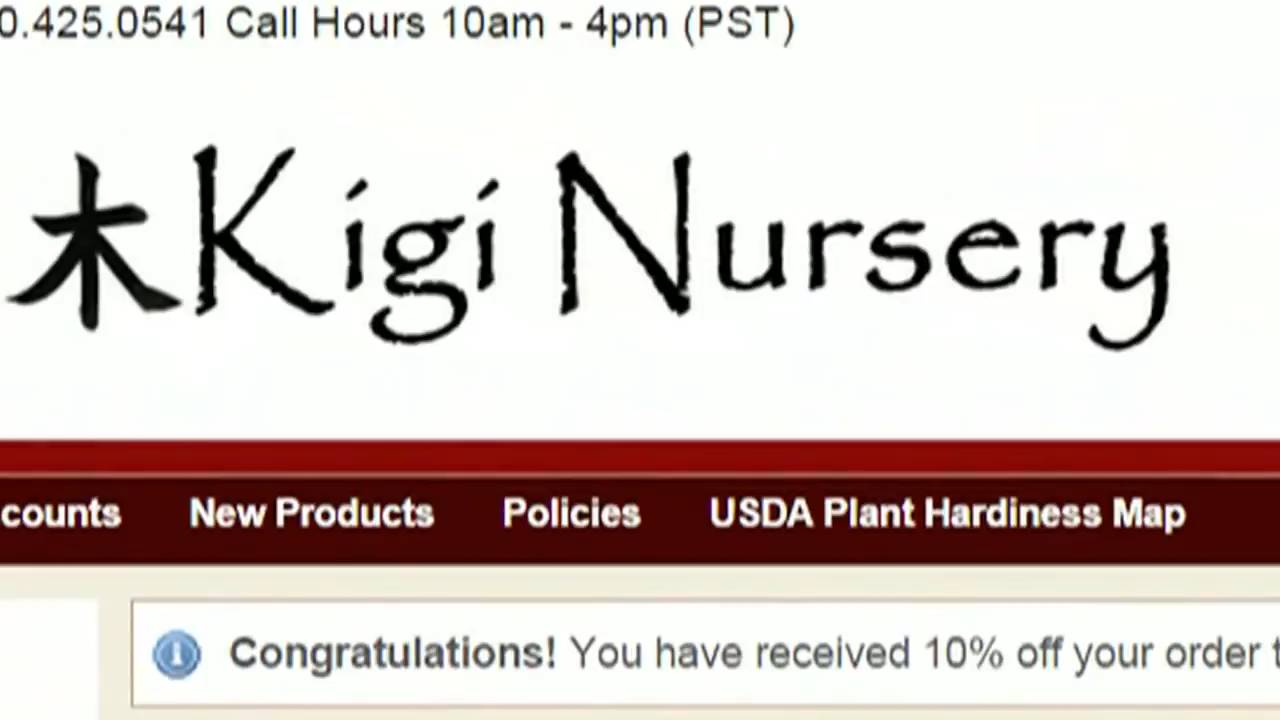 0.425.0541 Call Hours 10am - 4pm (PST)
木Kigi Nursery
counts New Products Policies USDA Plant Hardiness Map
Congratulations! You have received 10% off your order t